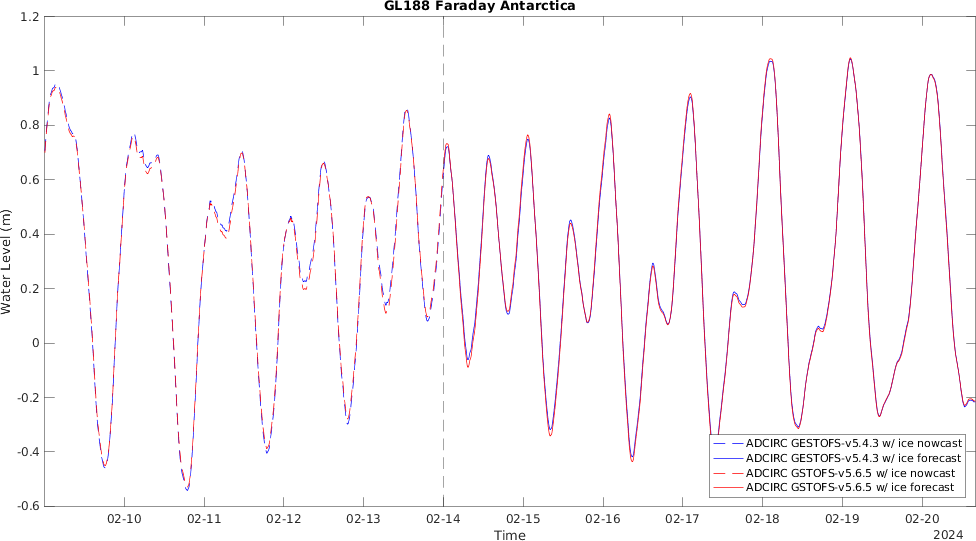 GL188 Faraday Antarctica
1.2
1
0.8
0.6
0.4
0.2
0
-0.2
-0.4
-0.6
Water Level (m)
ADCIRC GESTOFS-v5.4.3 w/ ice nowcast
ADCIRC GESTOFS-v5.4.3 w/ ice forecast
ADCIRC GSTOFS-v5.6.5 w/ ice nowcast
ADCIRC GSTOFS-v5.6.5 w/ ice forecast
02-10 02-11 02-12 02-13 02-14 02-15 02-16 02-17 02-18 02-19 02-20
Time
2024